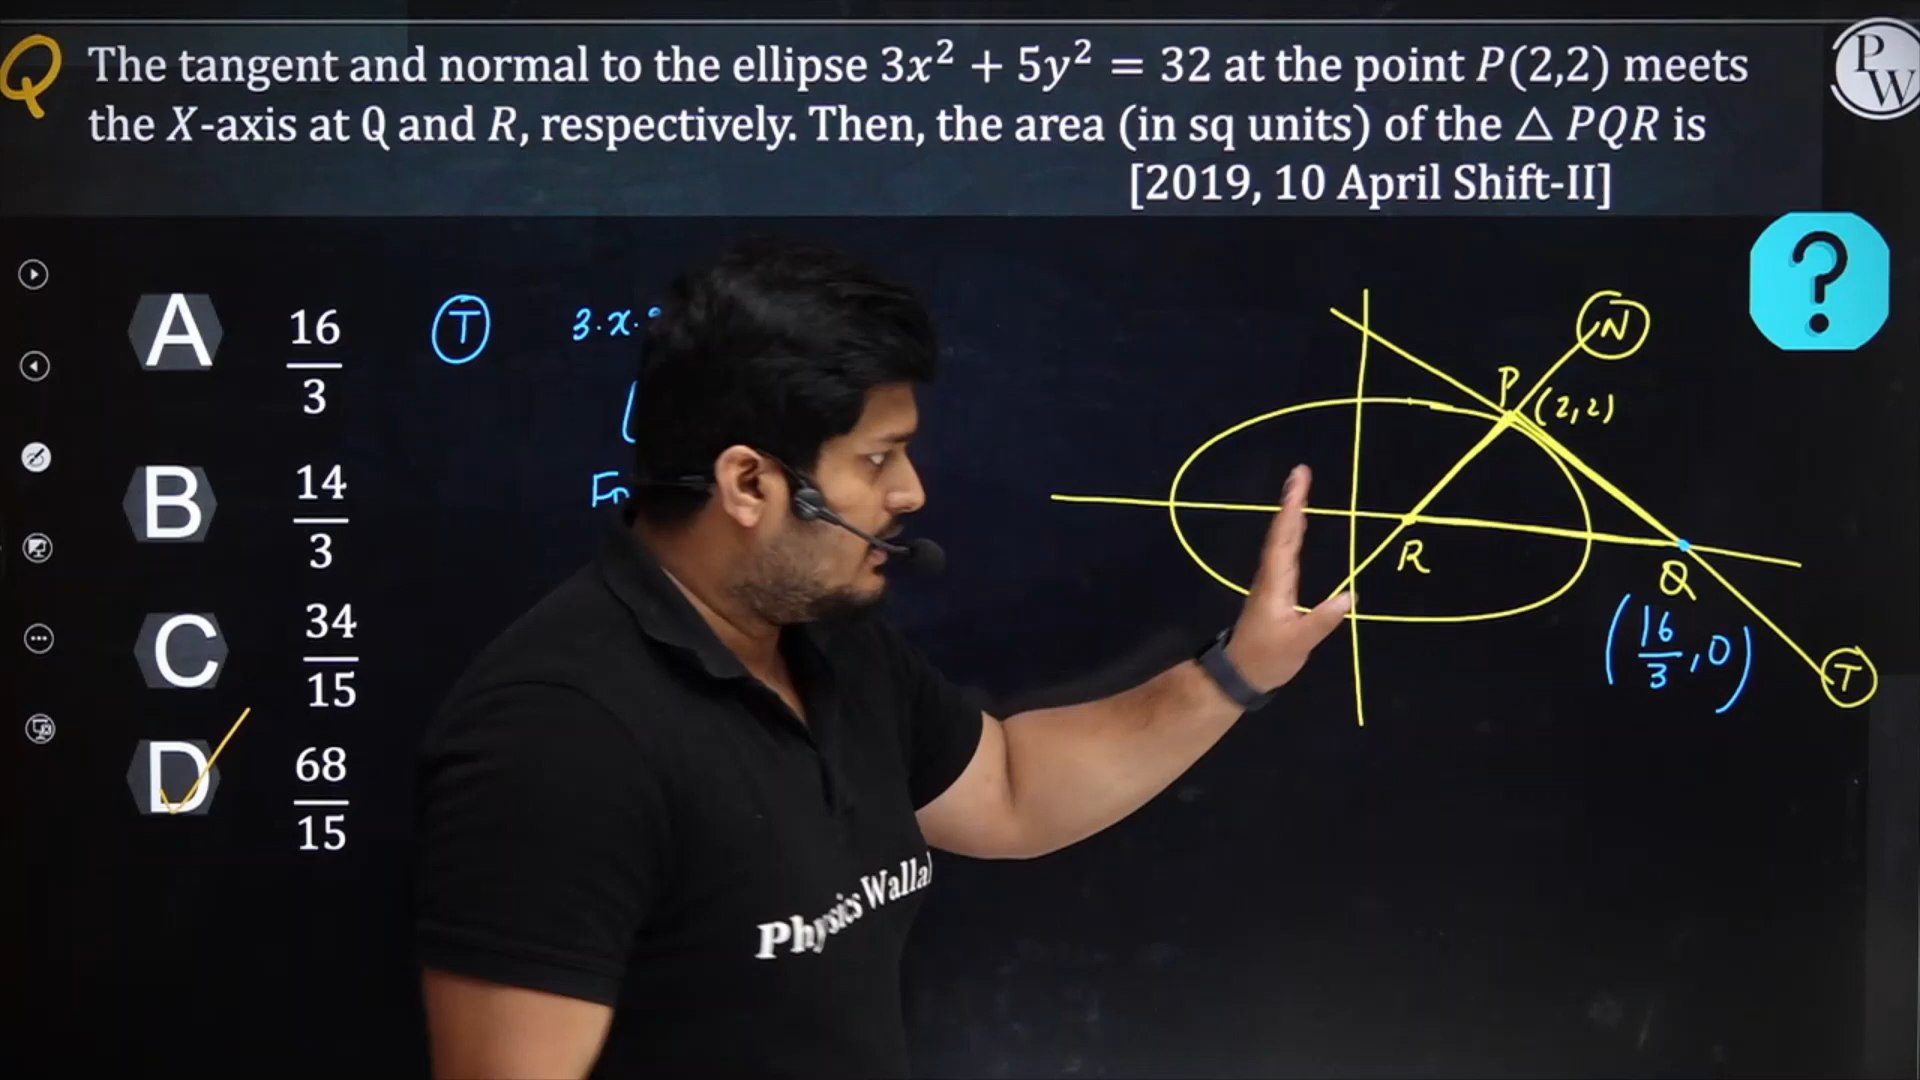 Q The tangent and normal to the ellipse 3x² + 5y² = 32 at the point P(2,2) meets
the X-axis at Q and R, respectively. Then, the area (in sq units) of the △ PQR is
[2019, 10 April Shift-II]
PW
?
A 16/3
B 14/3
C 34/15
D 68/15
T 3·x·
N
P (2,2)
R
Q
(16/3, 0)
T
Physics Walla